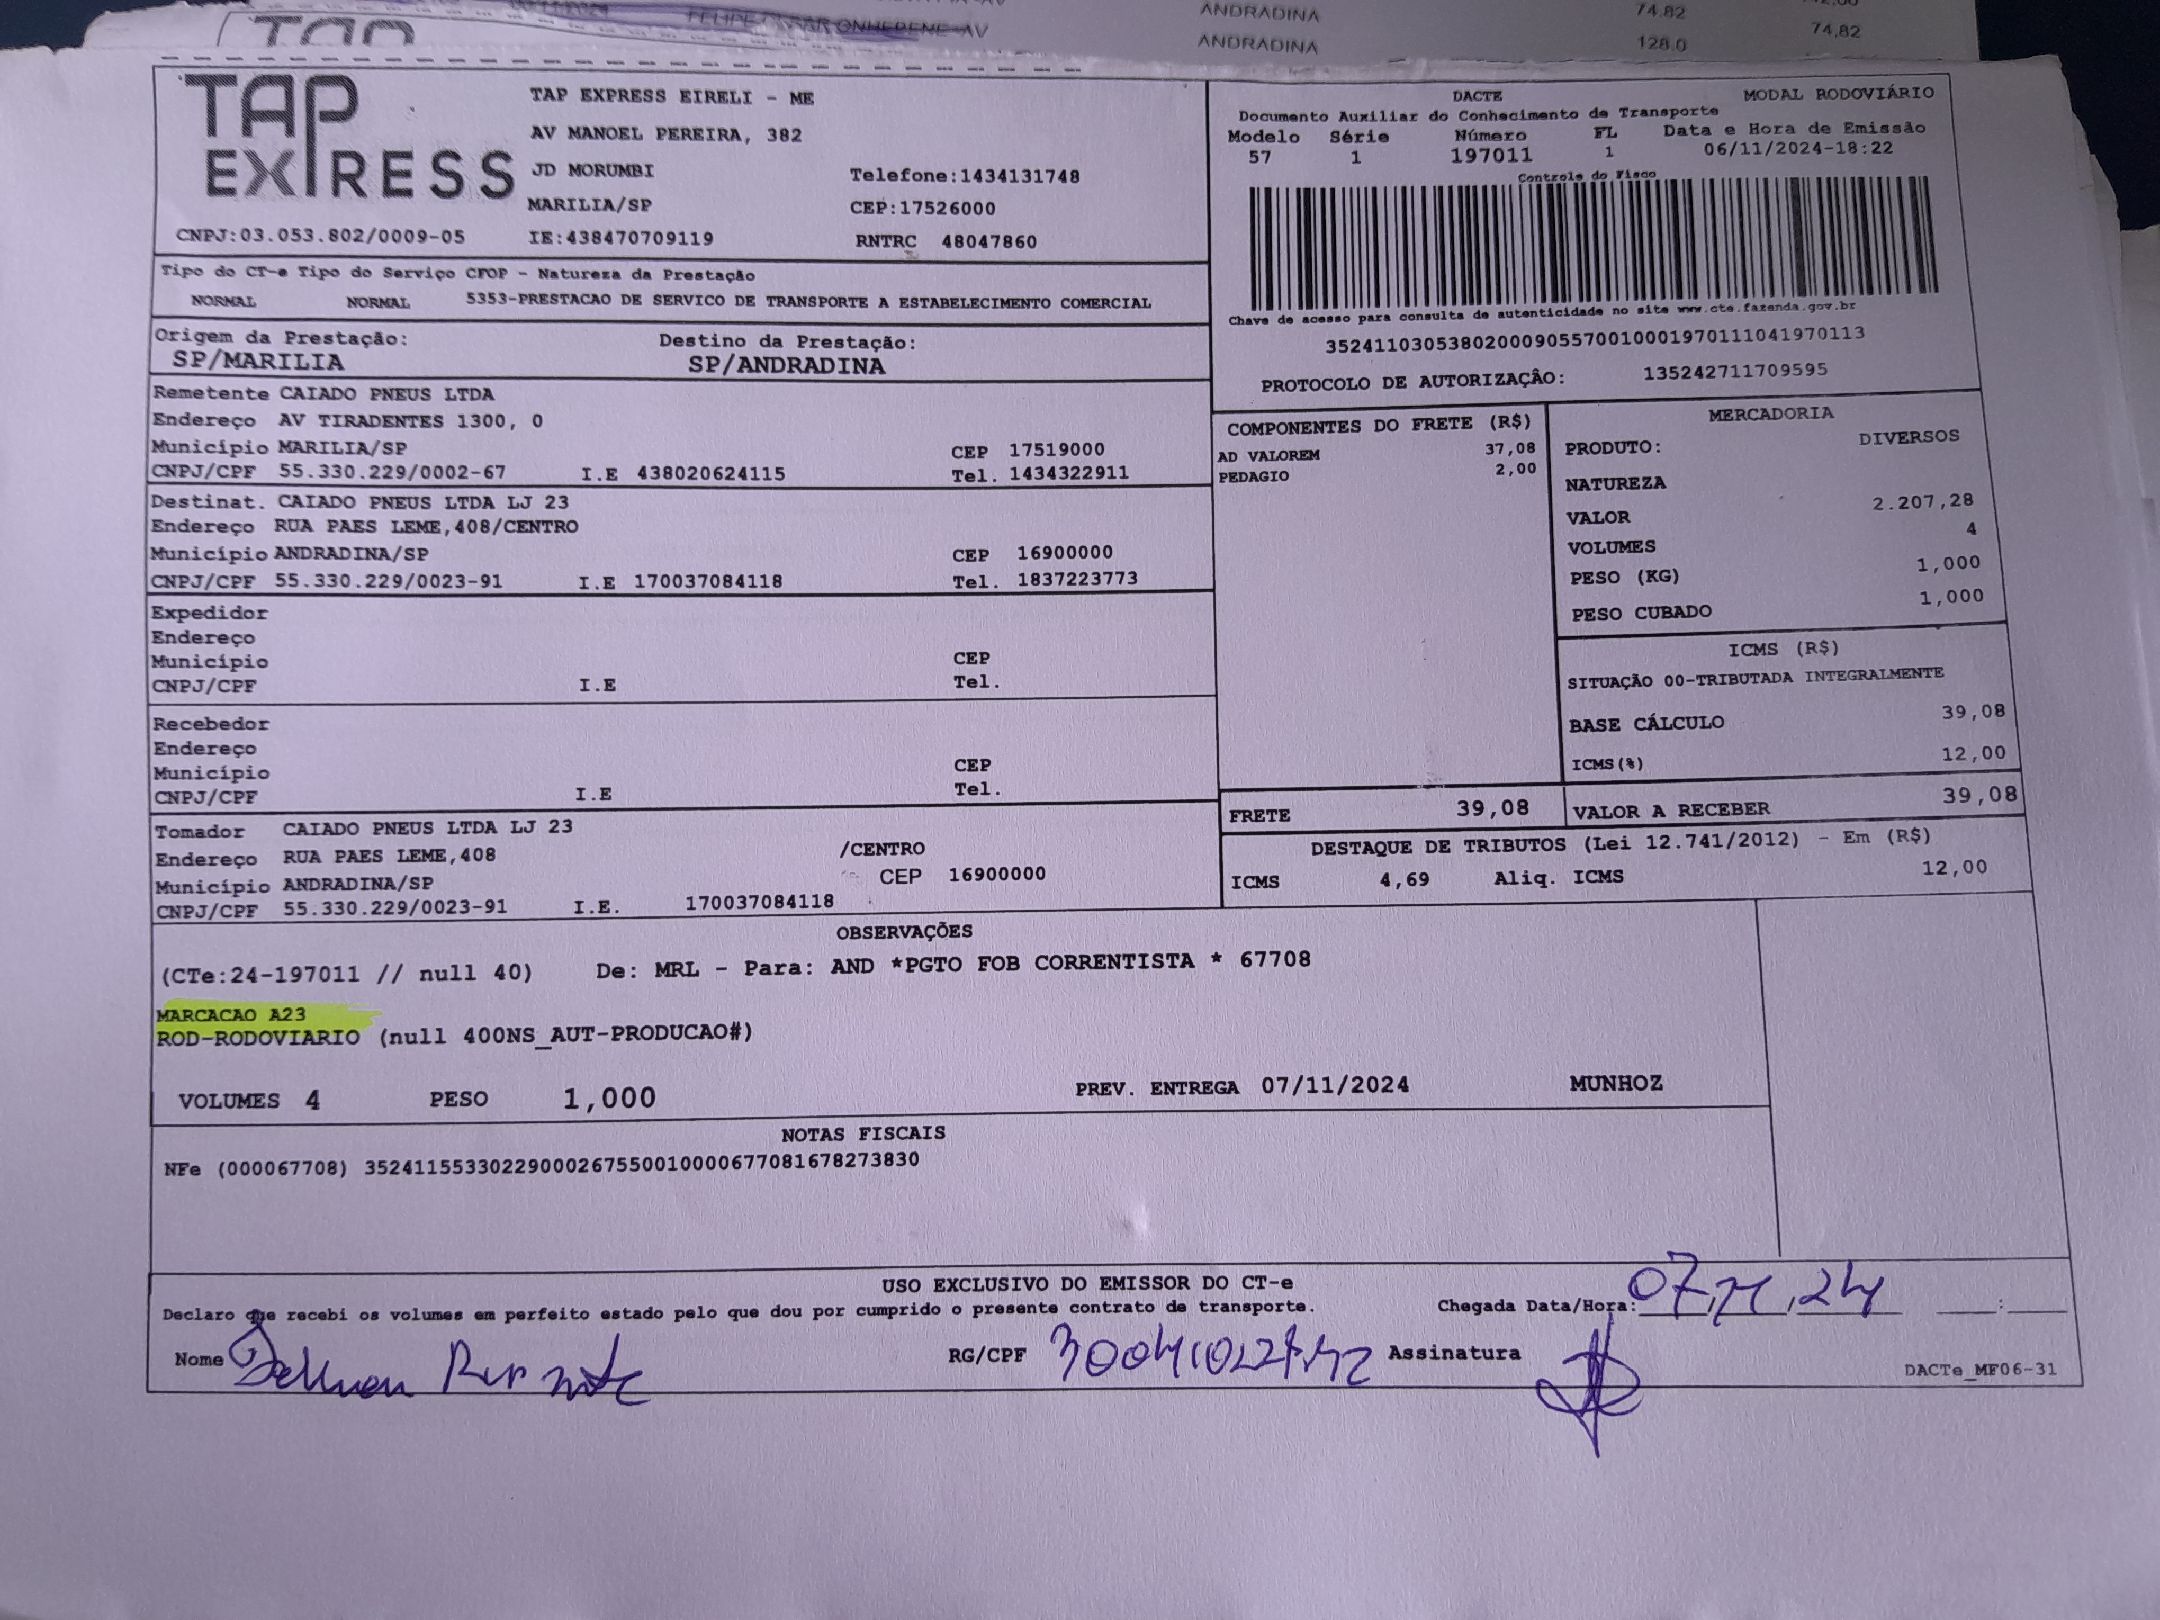 ANDRADINA 74.82
FELIPE AV ANDRADINA 128.0 74,82
TAP EXPRESS
TAP EXPRESS EIRELI - ME
AV MANOEL PEREIRA, 382
JD MORUMBI Telefone:1434131748
MARILIA/SP CEP:17526000
CNPJ:03.053.802/0009-05 IE:438470709119 RNTRC 48047860
DACTE MODAL RODOVIÁRIO
Documento Auxiliar do Conhecimento de Transporte
Modelo Série Número FL Data e Hora de Emissão
57 1 197011 1 06/11/2024-18:22
Controle do Fisco
Chave de acesso para consulta de autenticidade no site www.cte.fazenda.gov.br
35241103053802000905570010001970111041970113
PROTOCOLO DE AUTORIZAÇÂO: 135242711709595
Tipo do CT-e Tipo do Serviço CFOP - Natureza da Prestação
NORMAL NORMAL 5353-PRESTACAO DE SERVICO DE TRANSPORTE A ESTABELECIMENTO COMERCIAL
Origem da Prestação: Destino da Prestação:
SP/MARILIA SP/ANDRADINA
Remetente CAIADO PNEUS LTDA
Endereço AV TIRADENTES 1300, 0
Município MARILIA/SP CEP 17519000
CNPJ/CPF 55.330.229/0002-67 I.E 438020624115 Tel. 1434322911
Destinat. CAIADO PNEUS LTDA LJ 23
Endereço RUA PAES LEME,408/CENTRO
Município ANDRADINA/SP CEP 16900000
CNPJ/CPF 55.330.229/0023-91 I.E 170037084118 Tel. 1837223773
Expedidor
Endereço
Município CEP
CNPJ/CPF I.E Tel.
Recebedor
Endereço
Município CEP
CNPJ/CPF I.E Tel.
Tomador CAIADO PNEUS LTDA LJ 23
Endereço RUA PAES LEME,408 /CENTRO
Município ANDRADINA/SP CEP 16900000
CNPJ/CPF 55.330.229/0023-91 I.E. 170037084118
COMPONENTES DO FRETE (R$)
AD VALOREM 37,08
PEDAGIO 2,00
MERCADORIA
PRODUTO: DIVERSOS
NATUREZA
VALOR 2.207,28
VOLUMES 4
PESO (KG) 1,000
PESO CUBADO 1,000
ICMS (R$)
SITUAÇÃO 00-TRIBUTADA INTEGRALMENTE
BASE CÁLCULO 39,08
ICMS(%) 12,00
FRETE 39,08 VALOR A RECEBER 39,08
DESTAQUE DE TRIBUTOS (Lei 12.741/2012) - Em (R$)
ICMS 4,69 Aliq. ICMS 12,00
OBSERVAÇÕES
(CTe:24-197011 // null 40) De: MRL - Para: AND *PGTO FOB CORRENTISTA * 67708
MARCACAO A23
ROD-RODOVIARIO (null 400NS_AUT-PRODUCAO#)
VOLUMES 4 PESO 1,000 PREV. ENTREGA 07/11/2024 MUNHOZ
NOTAS FISCAIS
NFe (000067708) 35241155330229000267550010000677081678273830
USO EXCLUSIVO DO EMISSOR DO CT-e
Declaro que recebi os volumes em perfeito estado pelo que dou por cumprido o presente contrato de transporte. Chegada Data/Hora: 07/11/24 :
Nome RG/CPF Assinatura
DACTe_MF06-31